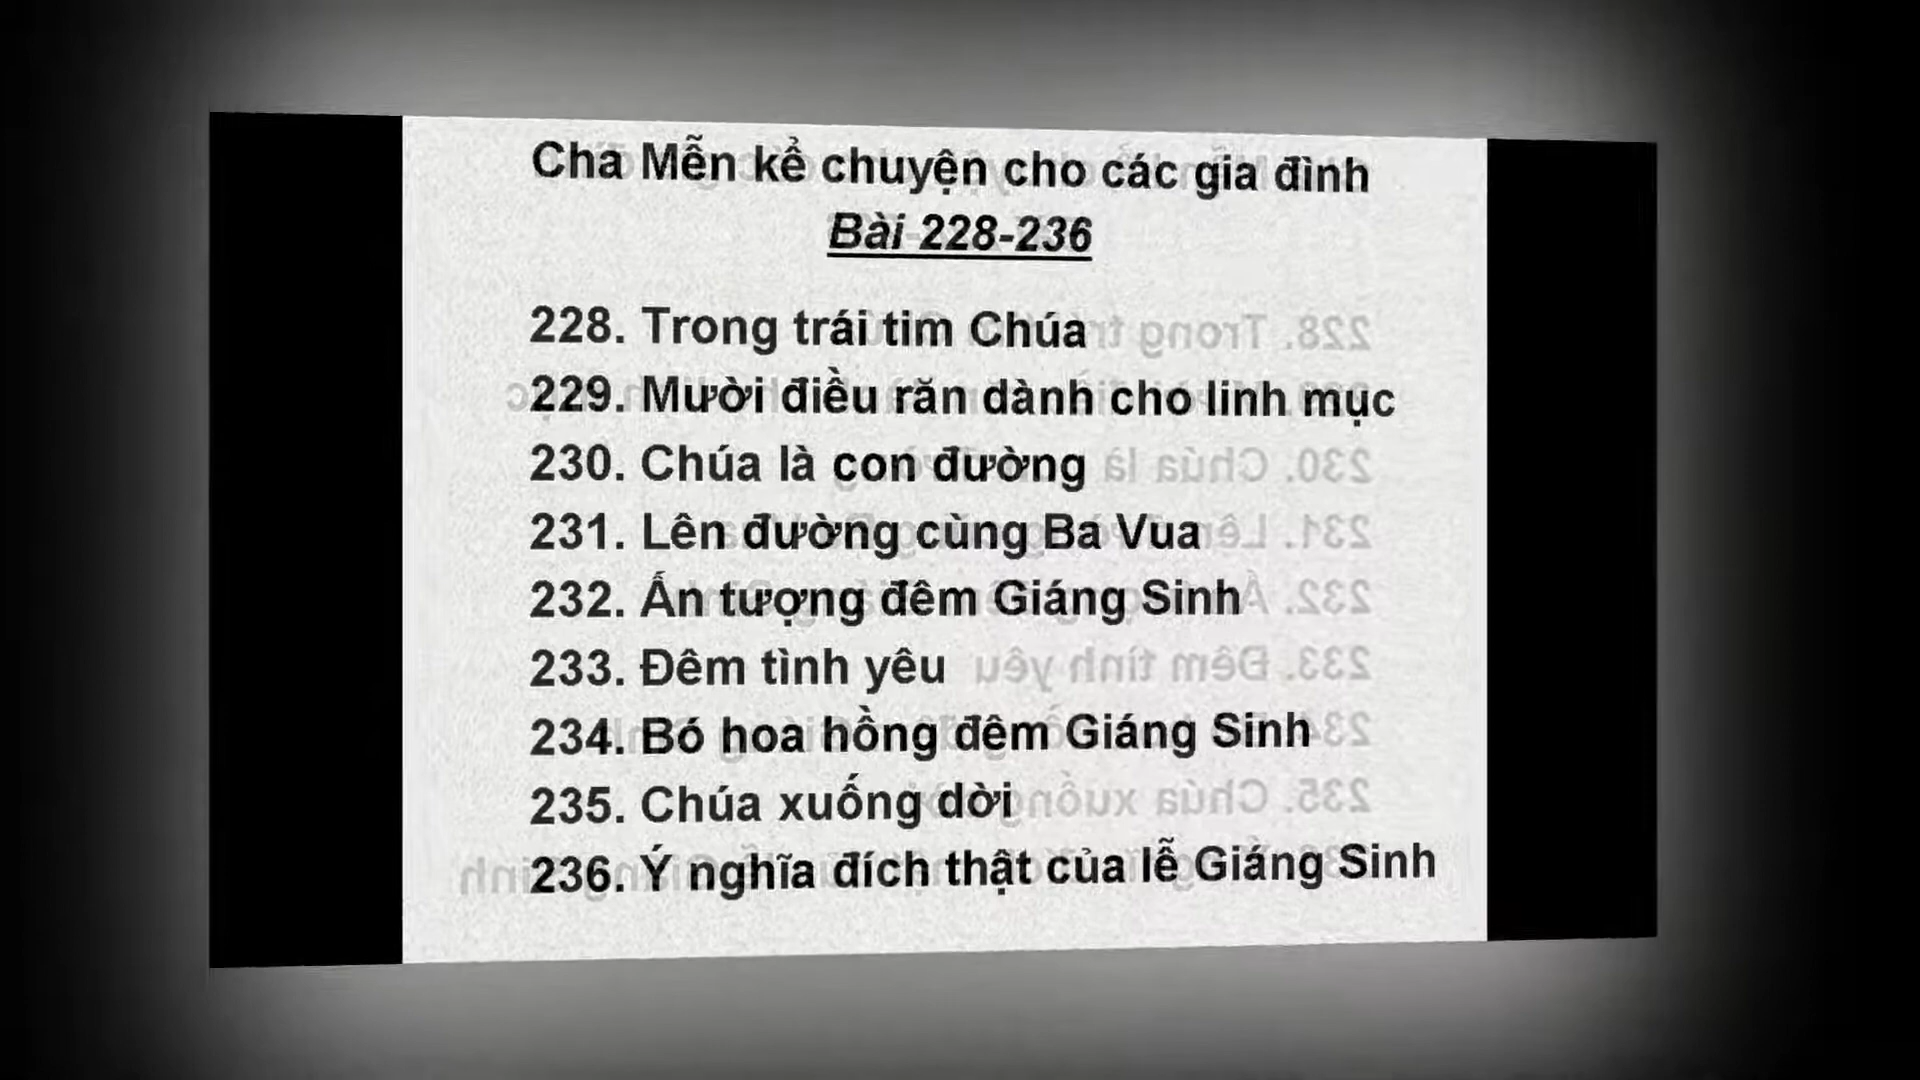 Cha Mễn kể chuyện cho các gia đình
Bài 228-236
228. Trong trái tim Chúa
229. Mười điều răn dành cho linh mục
230. Chúa là con đường
231. Lên đường cùng Ba Vua
232. Ấn tượng đêm Giáng Sinh
233. Đêm tình yêu
234. Bó hoa hồng đêm Giáng Sinh
235. Chúa xuống dời
236. Ý nghĩa đích thật của lễ Giáng Sinh